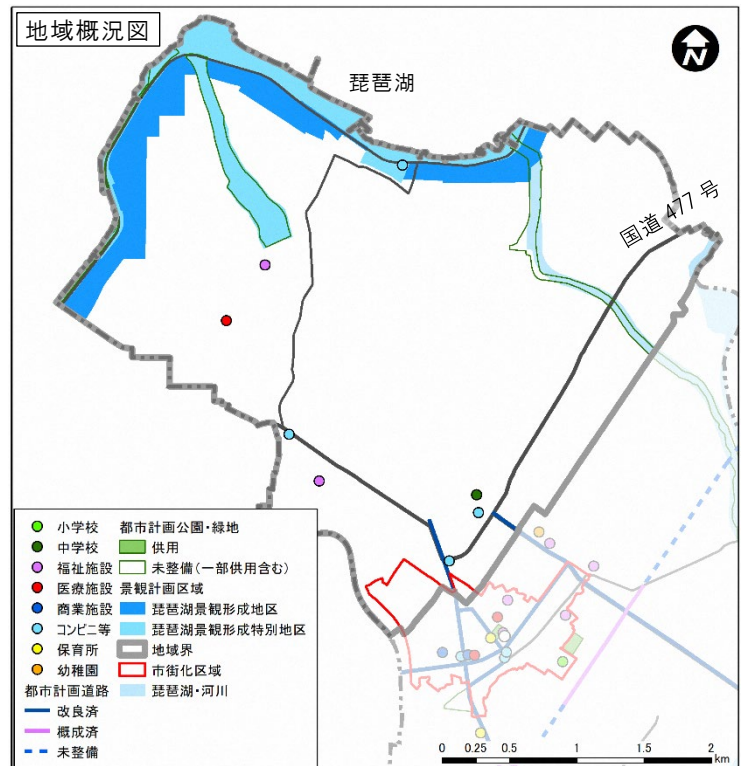 地域概況図
N
琵琶湖
国道 477 号
小学校
中学校
福祉施設
医療施設
商業施設
コンビニ等
保育所
幼稚園
都市計画道路
改良済
概成済
未整備
都市計画公園・緑地
供用
未整備(一部供用含む)
景観計画区域
琵琶湖景観形成地区
琵琶湖景観形成特別地区
地域界
市街化区域
琵琶湖・河川
0 0.25 0.5 1 1.5 2
km